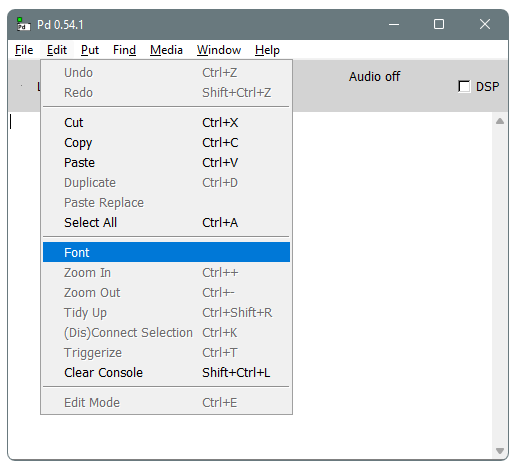 Pd 0.54.1
File Edit Put Find Media Window Help
Audio off
DSP
Undo Ctrl+Z
Redo Shift+Ctrl+Z
Cut Ctrl+X
Copy Ctrl+C
Paste Ctrl+V
Duplicate Ctrl+D
Paste Replace
Select All Ctrl+A
Font
Zoom In Ctrl++
Zoom Out Ctrl+-
Tidy Up Ctrl+Shift+R
(Dis)Connect Selection Ctrl+K
Triggerize Ctrl+T
Clear Console Shift+Ctrl+L
Edit Mode Ctrl+E